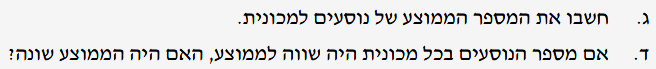 ג. חשבו את המספר הממוצע של נוסעים למכונית.
ד. אם מספר הנוסעים בכל מכונית היה שווה לממוצע, האם היה הממוצע שונה?